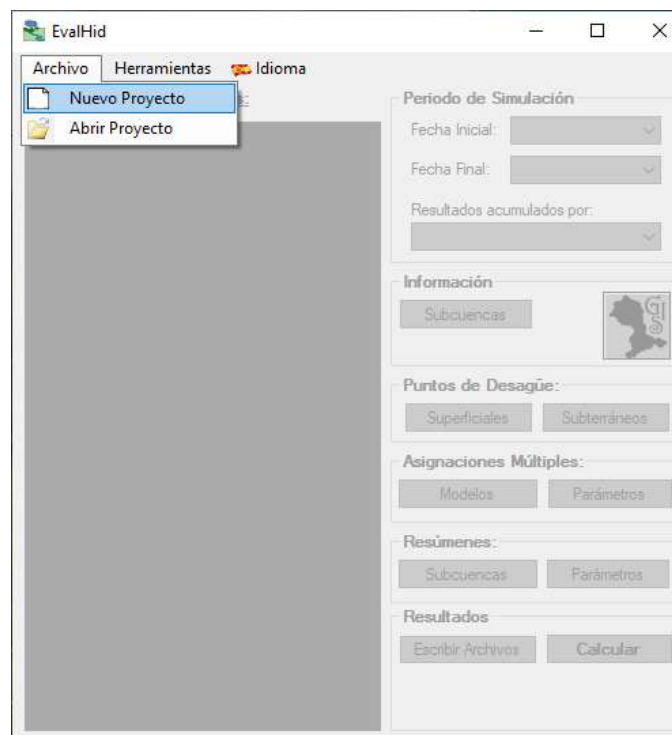 EvalHid
Archivo Herramientas Idioma
Nuevo Proyecto
Abrir Proyecto
Periodo de Simulación
Fecha Inicial:
Fecha Final:
Resultados acumulados por:
Información
Subcuencas
GIS
Puntos de Desagüe:
Superficiales Subterráneos
Asignaciones Múltiples:
Modelos Parámetros
Resúmenes:
Subcuencas Parámetros
Resultados
Escribir Archivos Calcular